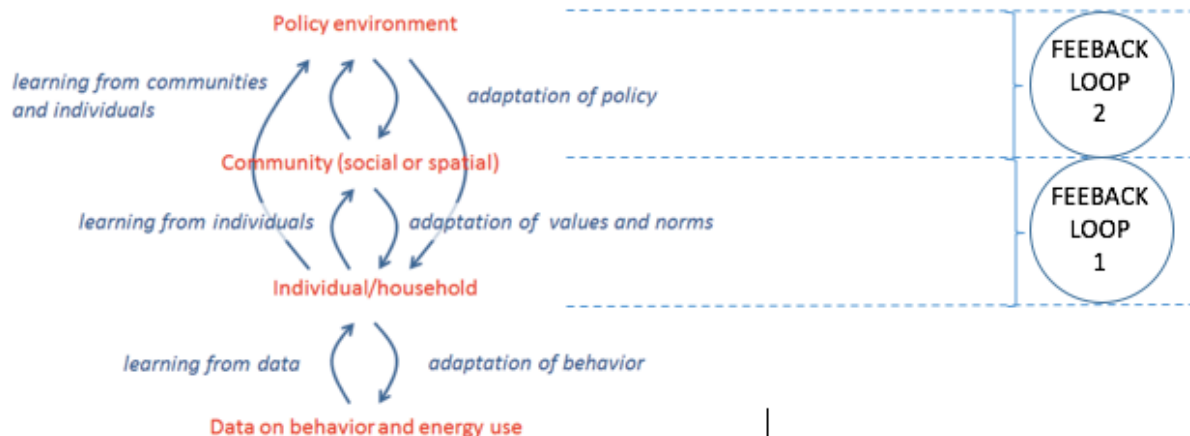 Policy environment
learning from communities
and individuals
adaptation of policy
Community (social or spatial)
learning from individuals
adaptation of values and norms
Individual/household
learning from data
adaptation of behavior
Data on behavior and energy use
FEEBACK
LOOP
2
FEEBACK
LOOP
1